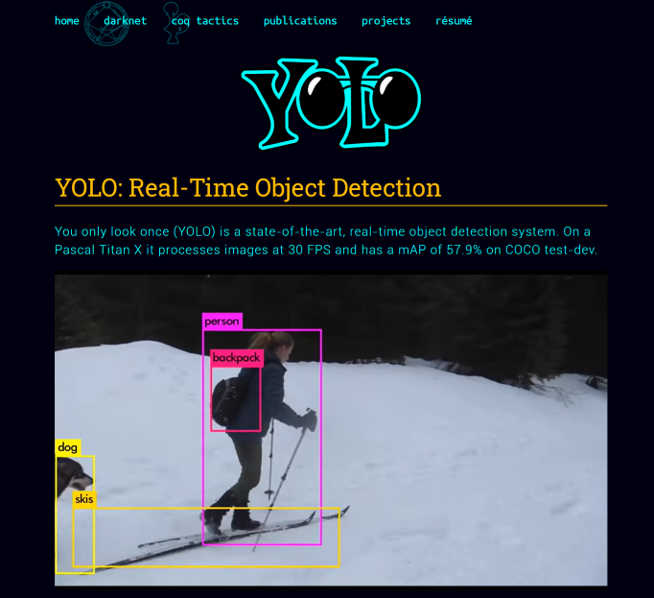 home darknet coq tactics publications projects résumé
YOLO
YOLO: Real-Time Object Detection
You only look once (YOLO) is a state-of-the-art, real-time object detection system. On a
Pascal Titan X it processes images at 30 FPS and has a mAP of 57.9% on COCO test-dev.
person
backpack
dog
skis